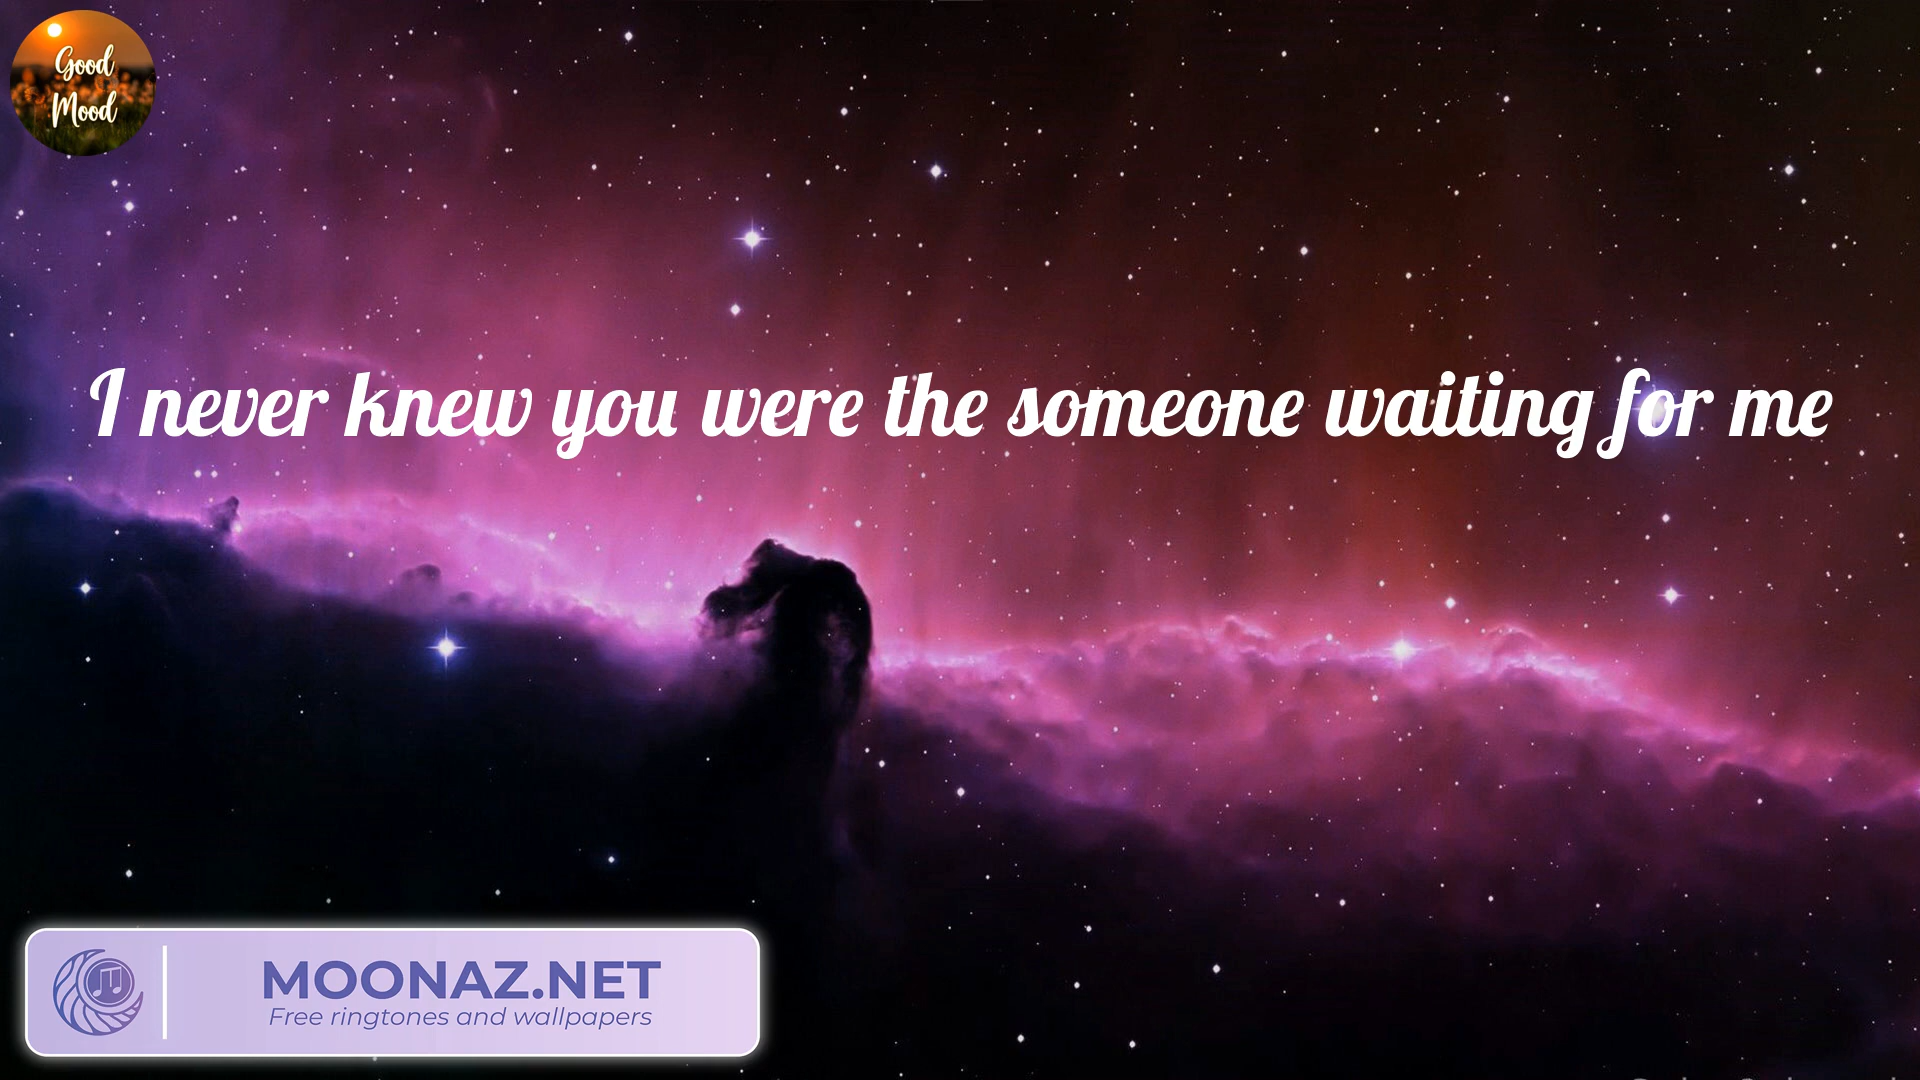 Good
Mood
I never knew you were the someone waiting for me
MOONAZ.NET
Free ringtones and wallpapers